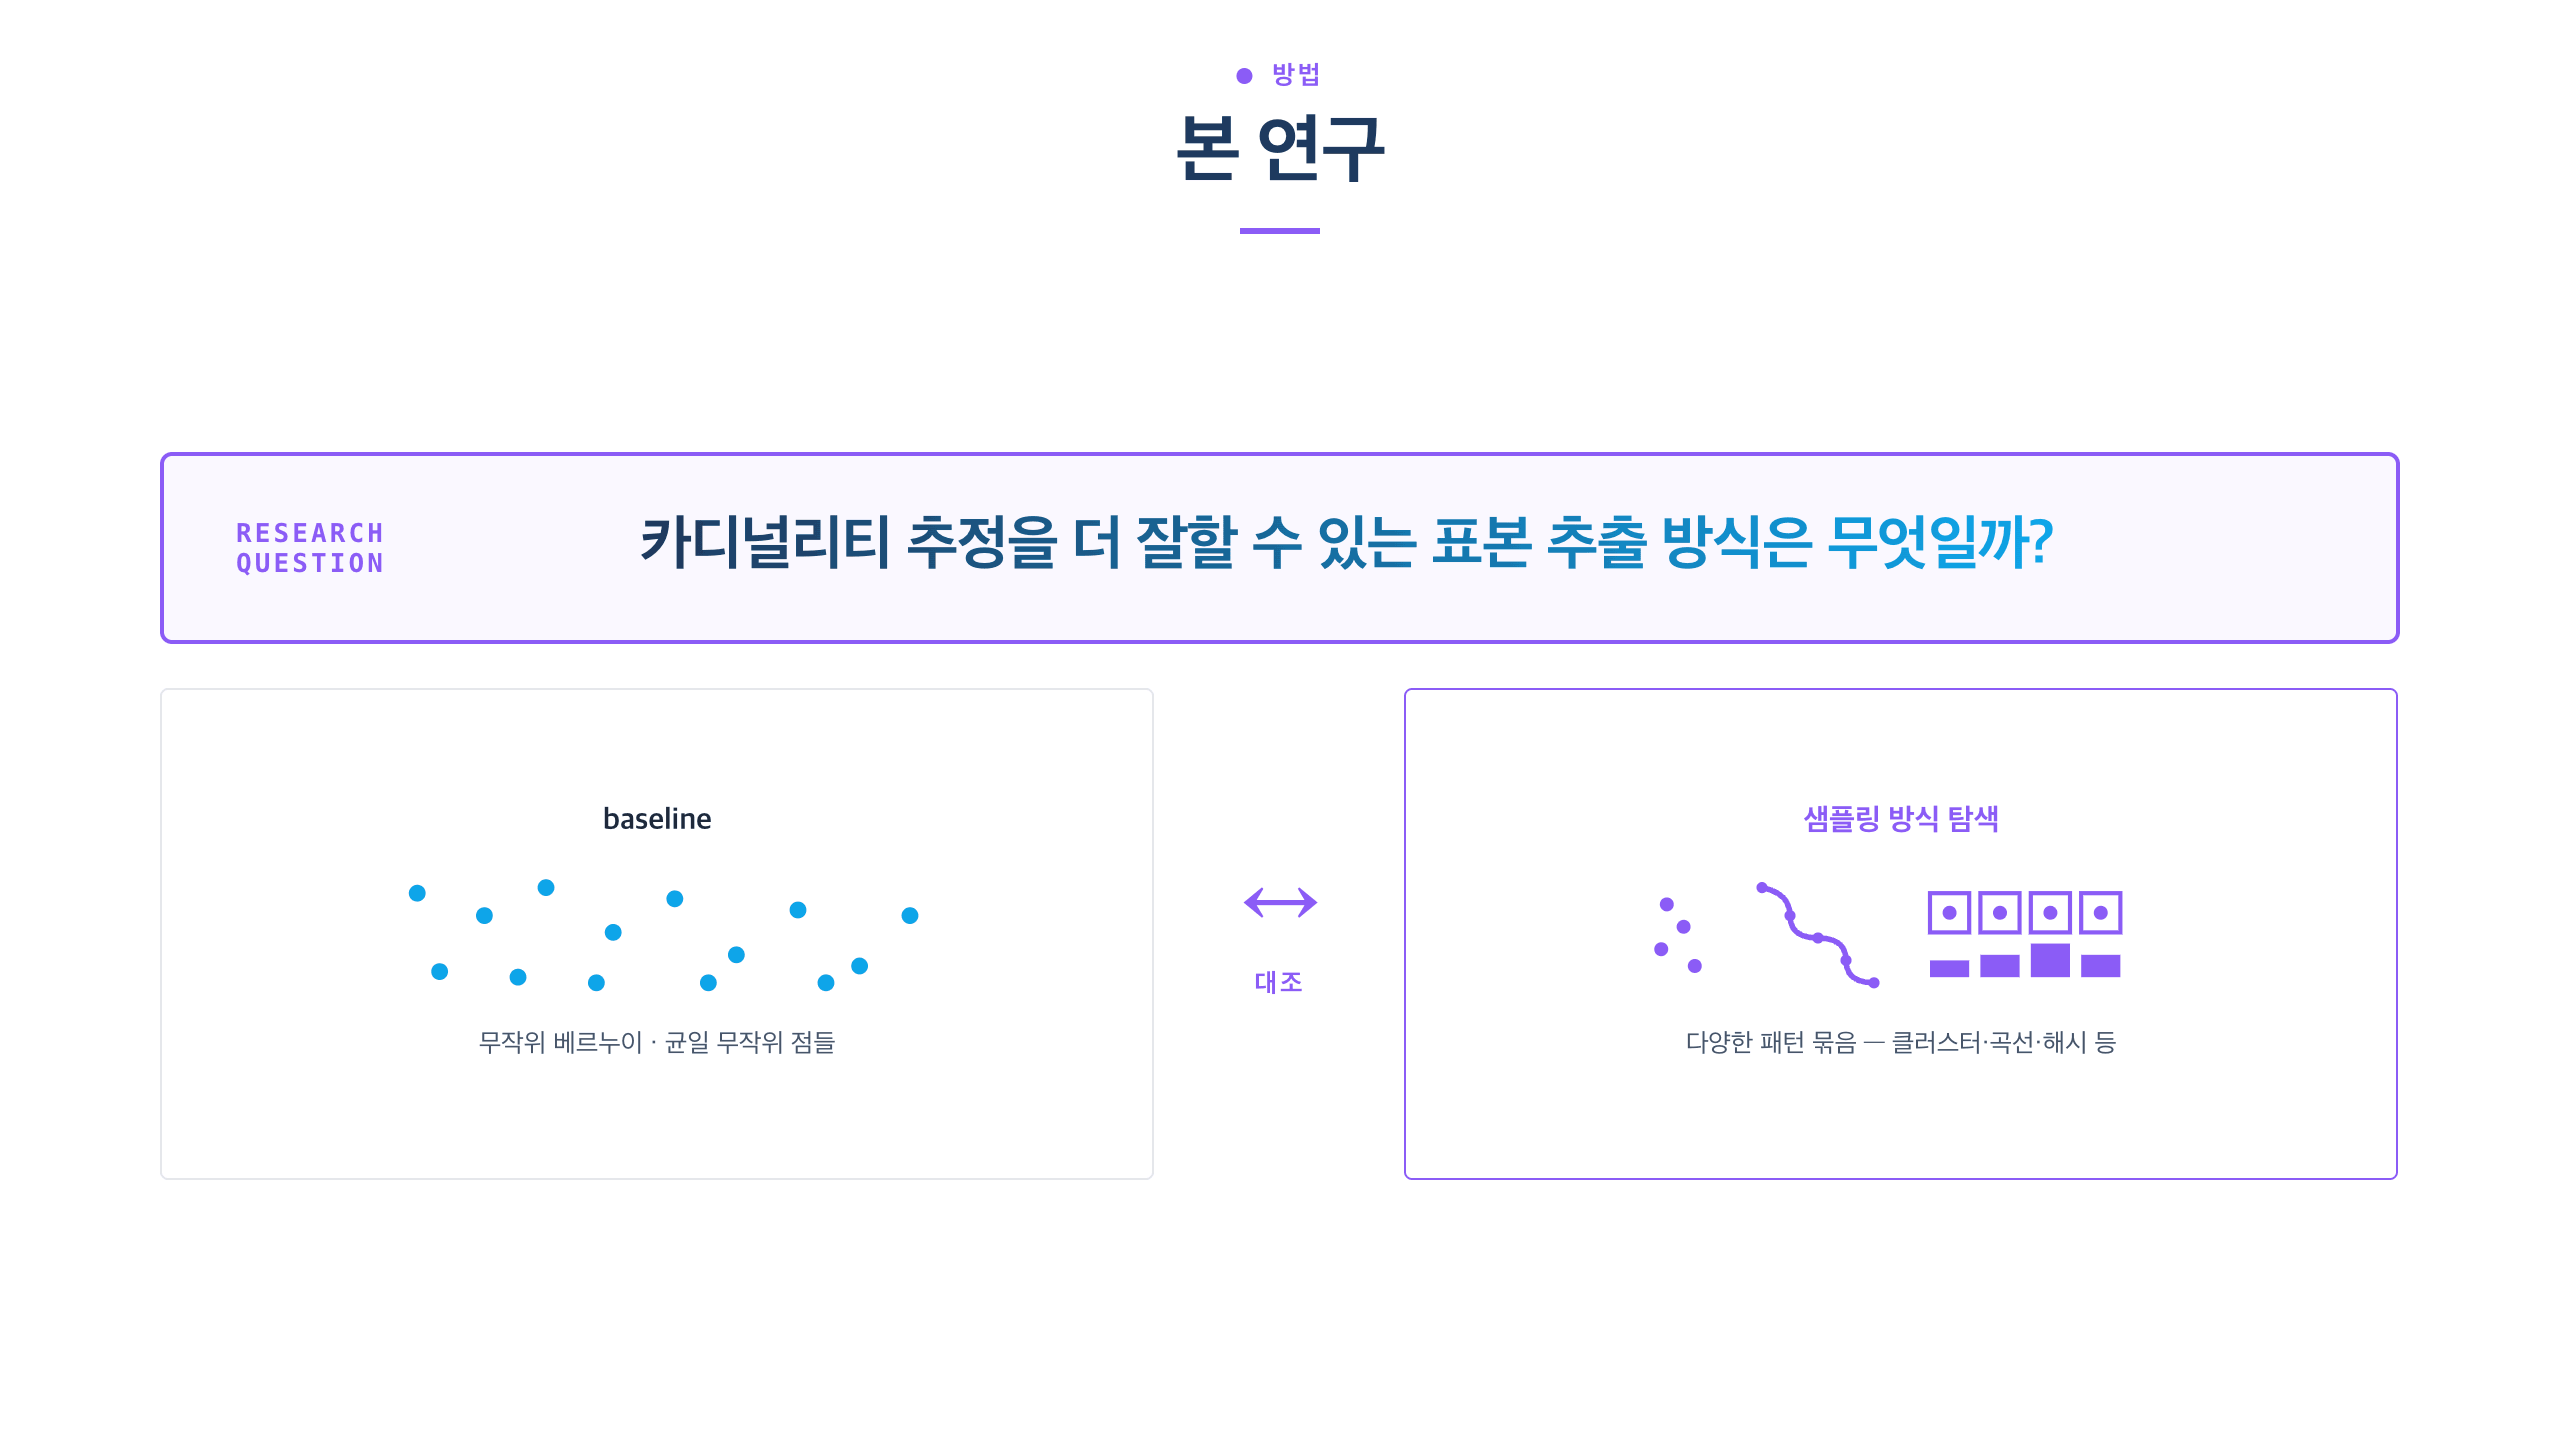 방법
본 연구
RESEARCH
QUESTION
카디널리티 추정을 더 잘할 수 있는 표본 추출 방식은 무엇일까?
baseline
무작위 베르누이 · 균일 무작위 점들
대조
샘플링 방식 탐색
다양한 패턴 묶음 — 클러스터·곡선·해시 등